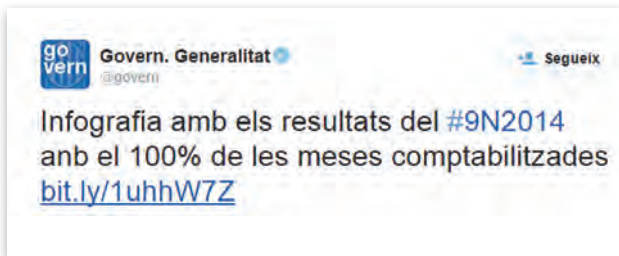 go
vern
Govern. Generalitat
@govern
Segueix
Infografia amb els resultats del #9N2014
anb el 100% de les meses comptabilitzades
bit.ly/1uhhW7Z